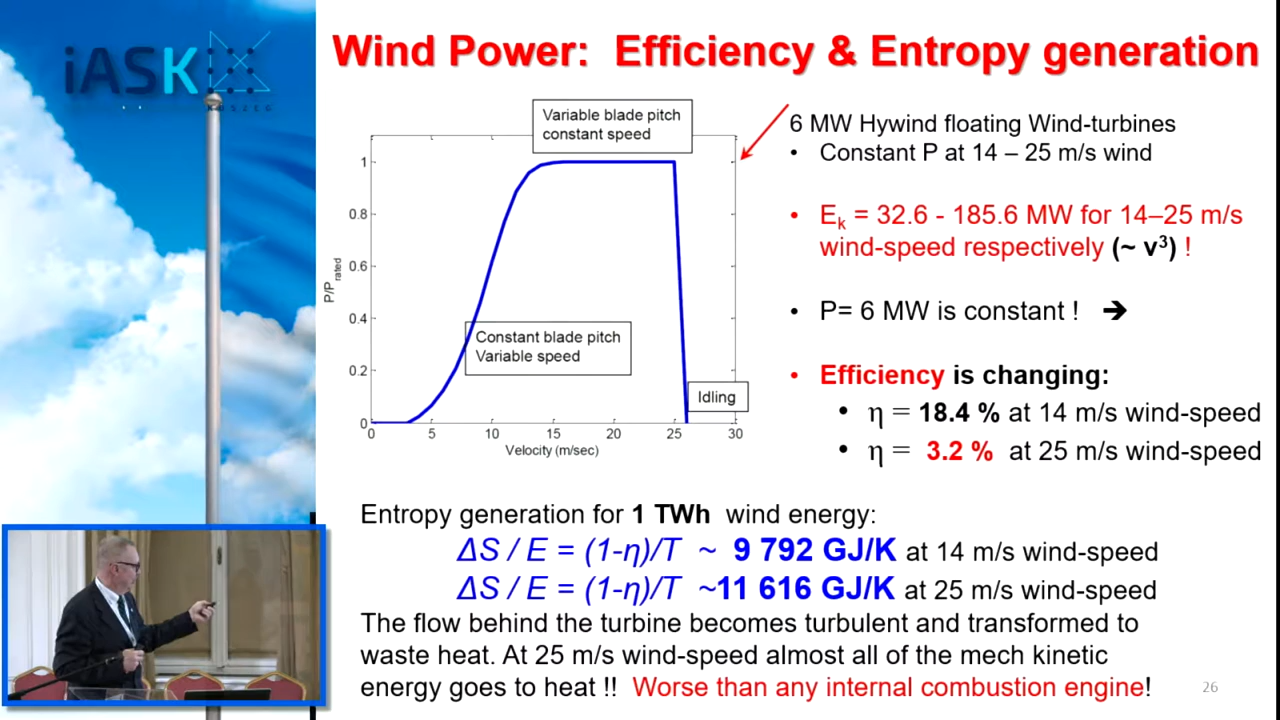 iASK
KŐSZEG
Wind Power: Efficiency & Entropy generation
Variable blade pitch
constant speed
1
0.8
0.6
0.4
0.2
0
P/Prated
Constant blade pitch
Variable speed
Idling
0 5 10 15 20 25 30
Velocity (m/sec)
6 MW Hywind floating Wind-turbines
• Constant P at 14 – 25 m/s wind
• Ek = 32.6 - 185.6 MW for 14–25 m/s
wind-speed respectively (~ v³) !
• P= 6 MW is constant ! ➔
• Efficiency is changing:
• η = 18.4 % at 14 m/s wind-speed
• η = 3.2 % at 25 m/s wind-speed
Entropy generation for 1 TWh wind energy:
ΔS / E = (1-η)/T ~ 9 792 GJ/K at 14 m/s wind-speed
ΔS / E = (1-η)/T ~11 616 GJ/K at 25 m/s wind-speed
The flow behind the turbine becomes turbulent and transformed to
waste heat. At 25 m/s wind-speed almost all of the mech kinetic
energy goes to heat !! Worse than any internal combustion engine!
26